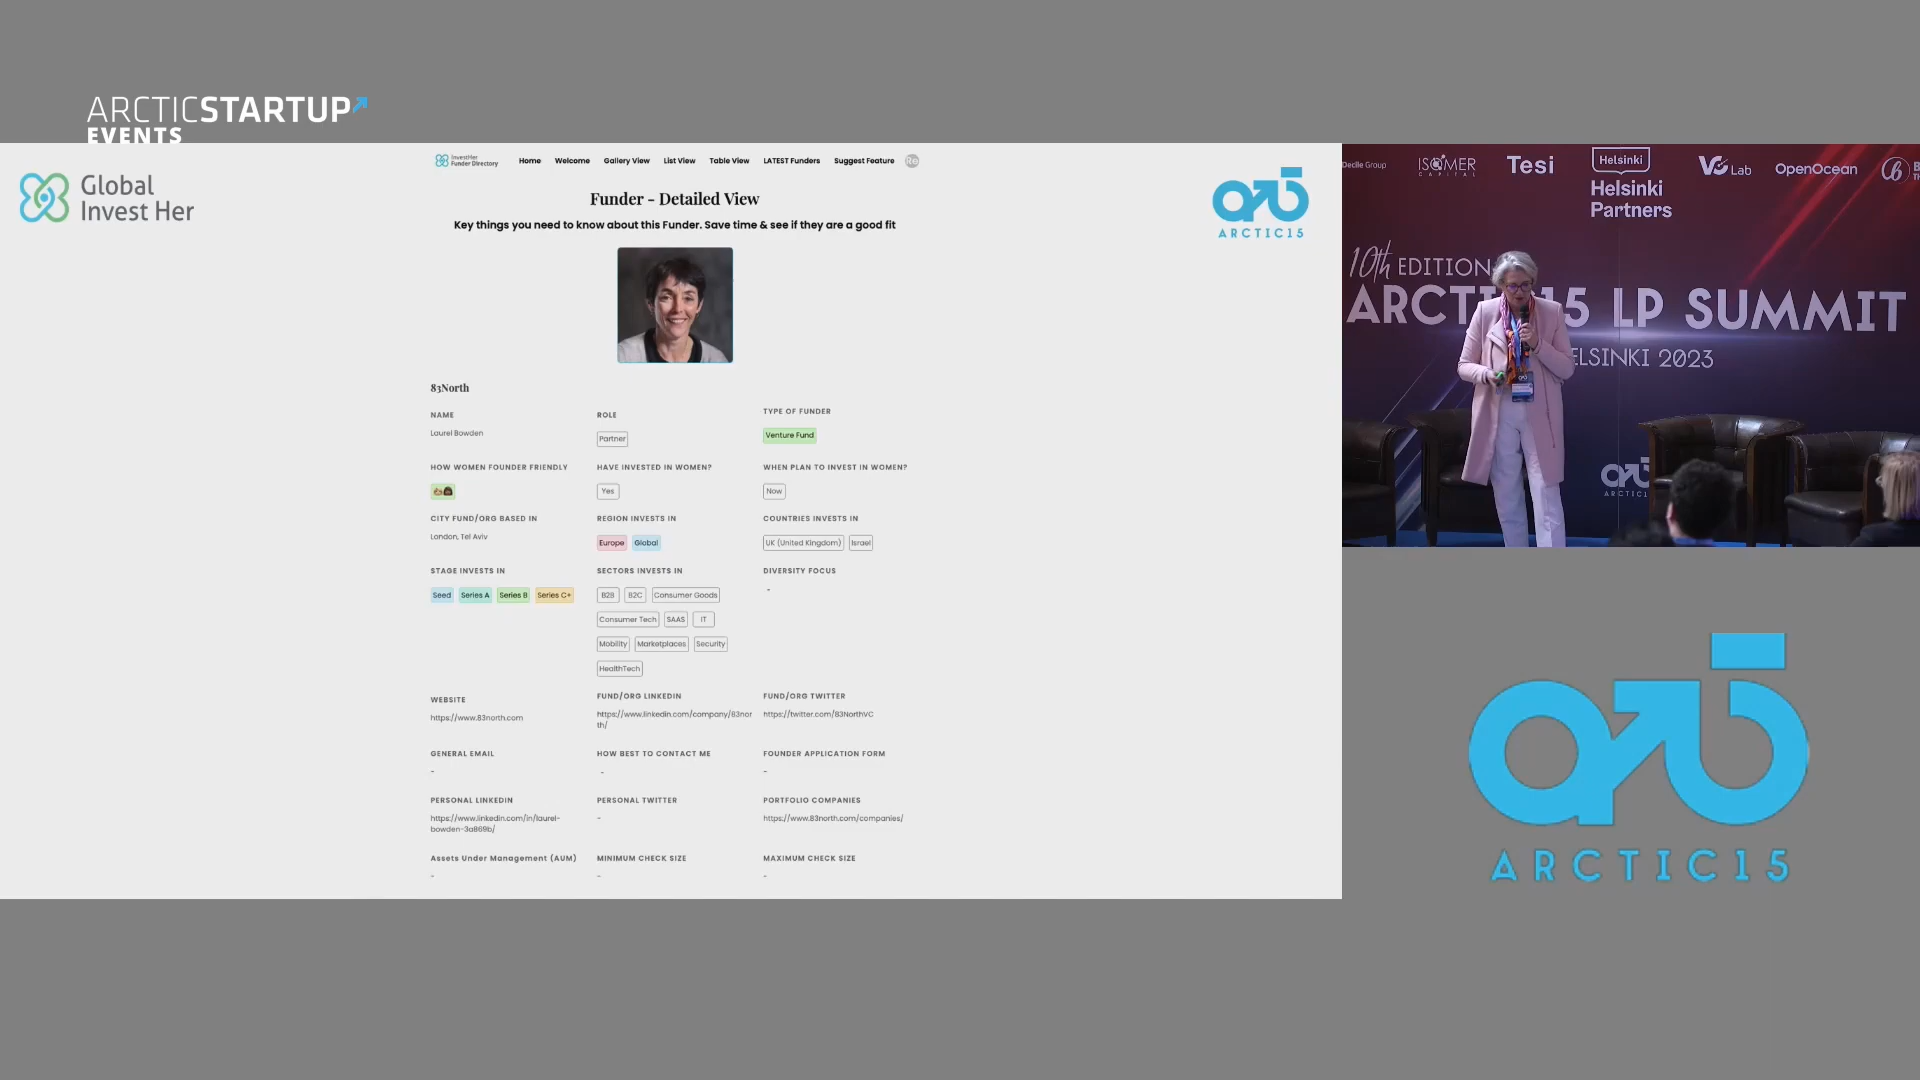 ARCTICSTARTUP
EVENTS
Global
Invest Her
InvestHer
Funder Directory
Home Welcome Gallery View List View Table View LATEST Funders Suggest Feature Re
Funder - Detailed View
Key things you need to know about this Funder. Save time & see if they are a good fit
ARCTIC15
83North
NAME ROLE TYPE OF FUNDER
Laurel Bowden Partner Venture Fund
HOW WOMEN FOUNDER FRIENDLY HAVE INVESTED IN WOMEN? WHEN PLAN TO INVEST IN WOMEN?
Yes Now
CITY FUND/ORG BASED IN REGION INVESTS IN COUNTRIES INVESTS IN
London, Tel Aviv Europe Global UK (United Kingdom) Israel
STAGE INVESTS IN SECTORS INVESTS IN DIVERSITY FOCUS
Seed Series A Series B Series C+ B2B B2C Consumer Goods -
Consumer Tech SAAS IT
Mobility Marketplaces Security
HealthTech
WEBSITE FUND/ORG LINKEDIN FUND/ORG TWITTER
https://www.83north.com https://www.linkedin.com/company/83nor https://twitter.com/83NorthVC
th/
GENERAL EMAIL HOW BEST TO CONTACT ME FOUNDER APPLICATION FORM
- - -
PERSONAL LINKEDIN PERSONAL TWITTER PORTFOLIO COMPANIES
https://www.linkedin.com/in/laurel- - https://www.83north.com/companies/
bowden-3a869b/
Assets Under Management (AUM) MINIMUM CHECK SIZE MAXIMUM CHECK SIZE
- - -
Decile Group ISOMER CAPITAL Tesi Helsinki VC Lab OpenOcean
Helsinki
Partners
10th EDITION
ARCTIC15 LP SUMMIT
HELSINKI 2023
ARCTIC15